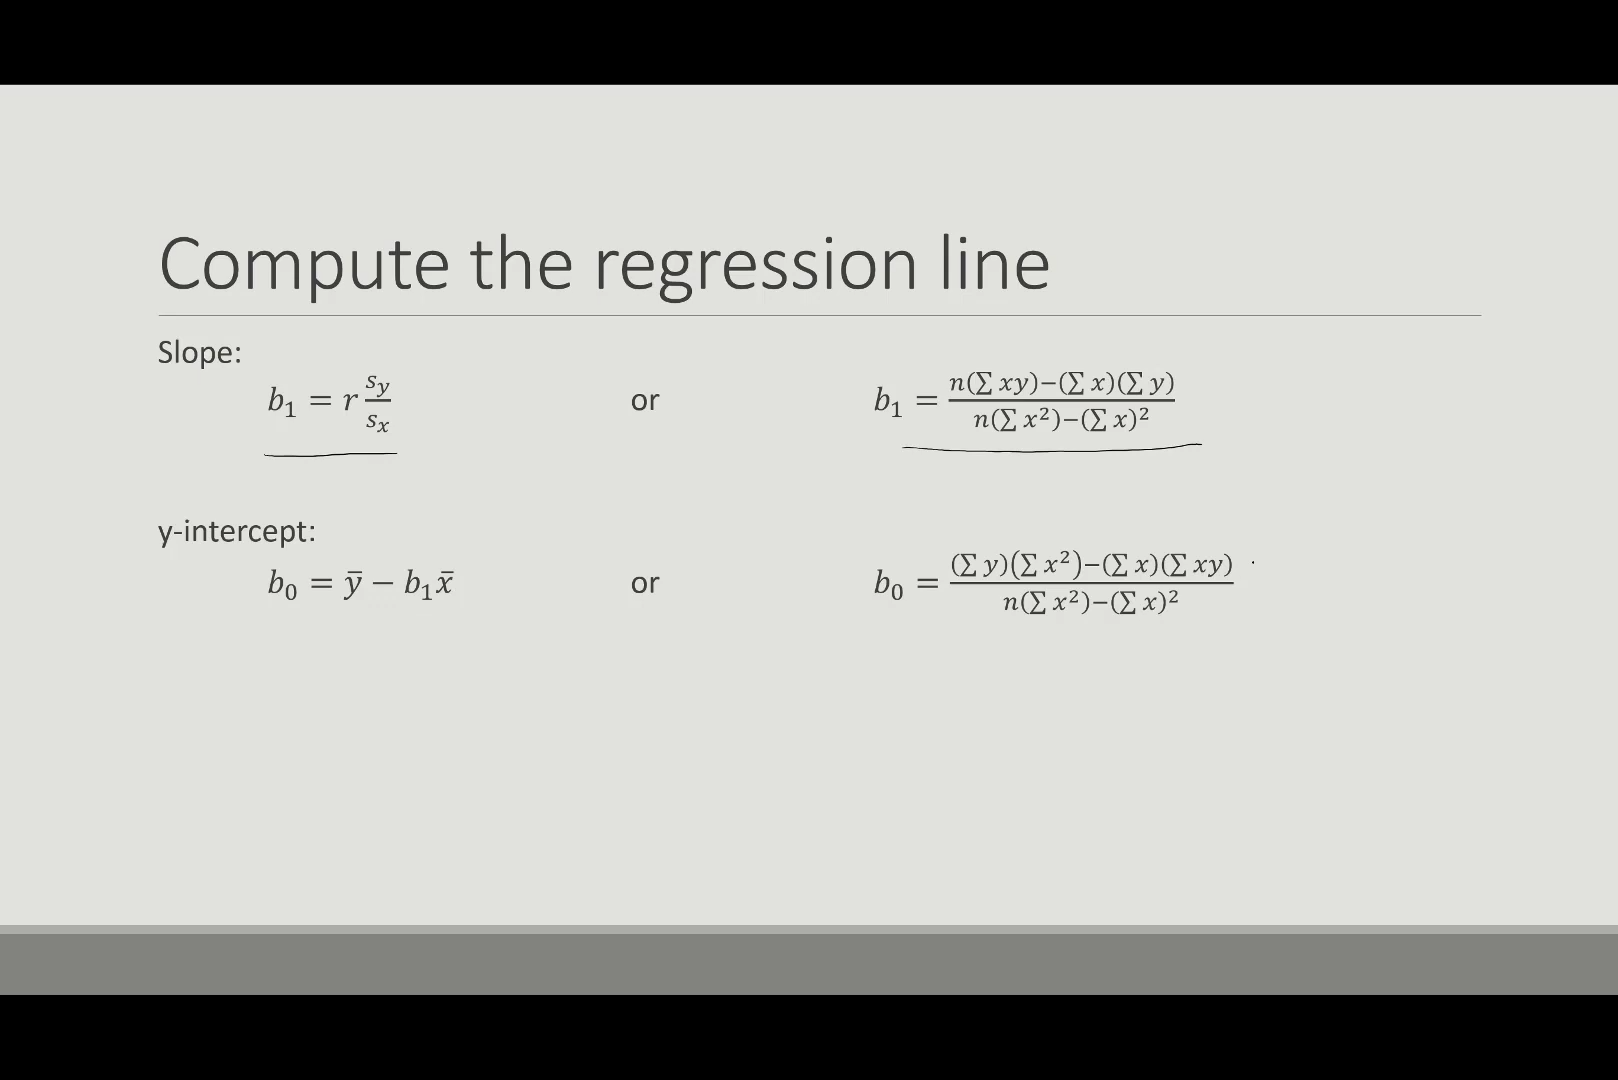 Compute the regression line
Slope:
b₁ = r s_y/s_x or b₁ = (n(∑ xy)−(∑ x)(∑ y))/(n(∑ x²)−(∑ x)²)
y-intercept:
b₀ = ȳ − b₁x̄ or b₀ = ((∑ y)(∑ x²)−(∑ x)(∑ xy))/(n(∑ x²)−(∑ x)²)